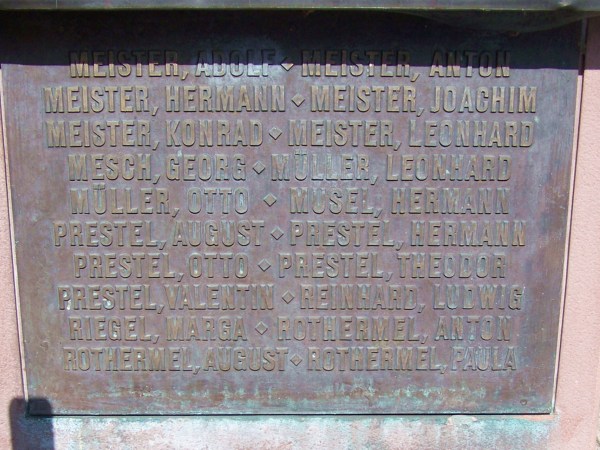 MEISTER, ADOLF ⬦ MEISTER, ANTON
MEISTER, HERMANN ⬦ MEISTER, JOACHIM
MEISTER, KONRAD ⬦ MEISTER, LEONHARD
MESCH, GEORG ⬦ MÜLLER, LEONHARD
MÜLLER, OTTO ⬦ MUSEL, HERMANN
PRESTEL, AUGUST ⬦ PRESTEL, HERMANN
PRESTEL, OTTO ⬦ PRESTEL, THEODOR
PRESTEL, VALENTIN ⬦ REINHARD, LUDWIG
RIEGEL, MARGA ⬦ ROTHERMEL, ANTON
ROTHERMEL, AUGUST ⬦ ROTHERMEL, PAULA